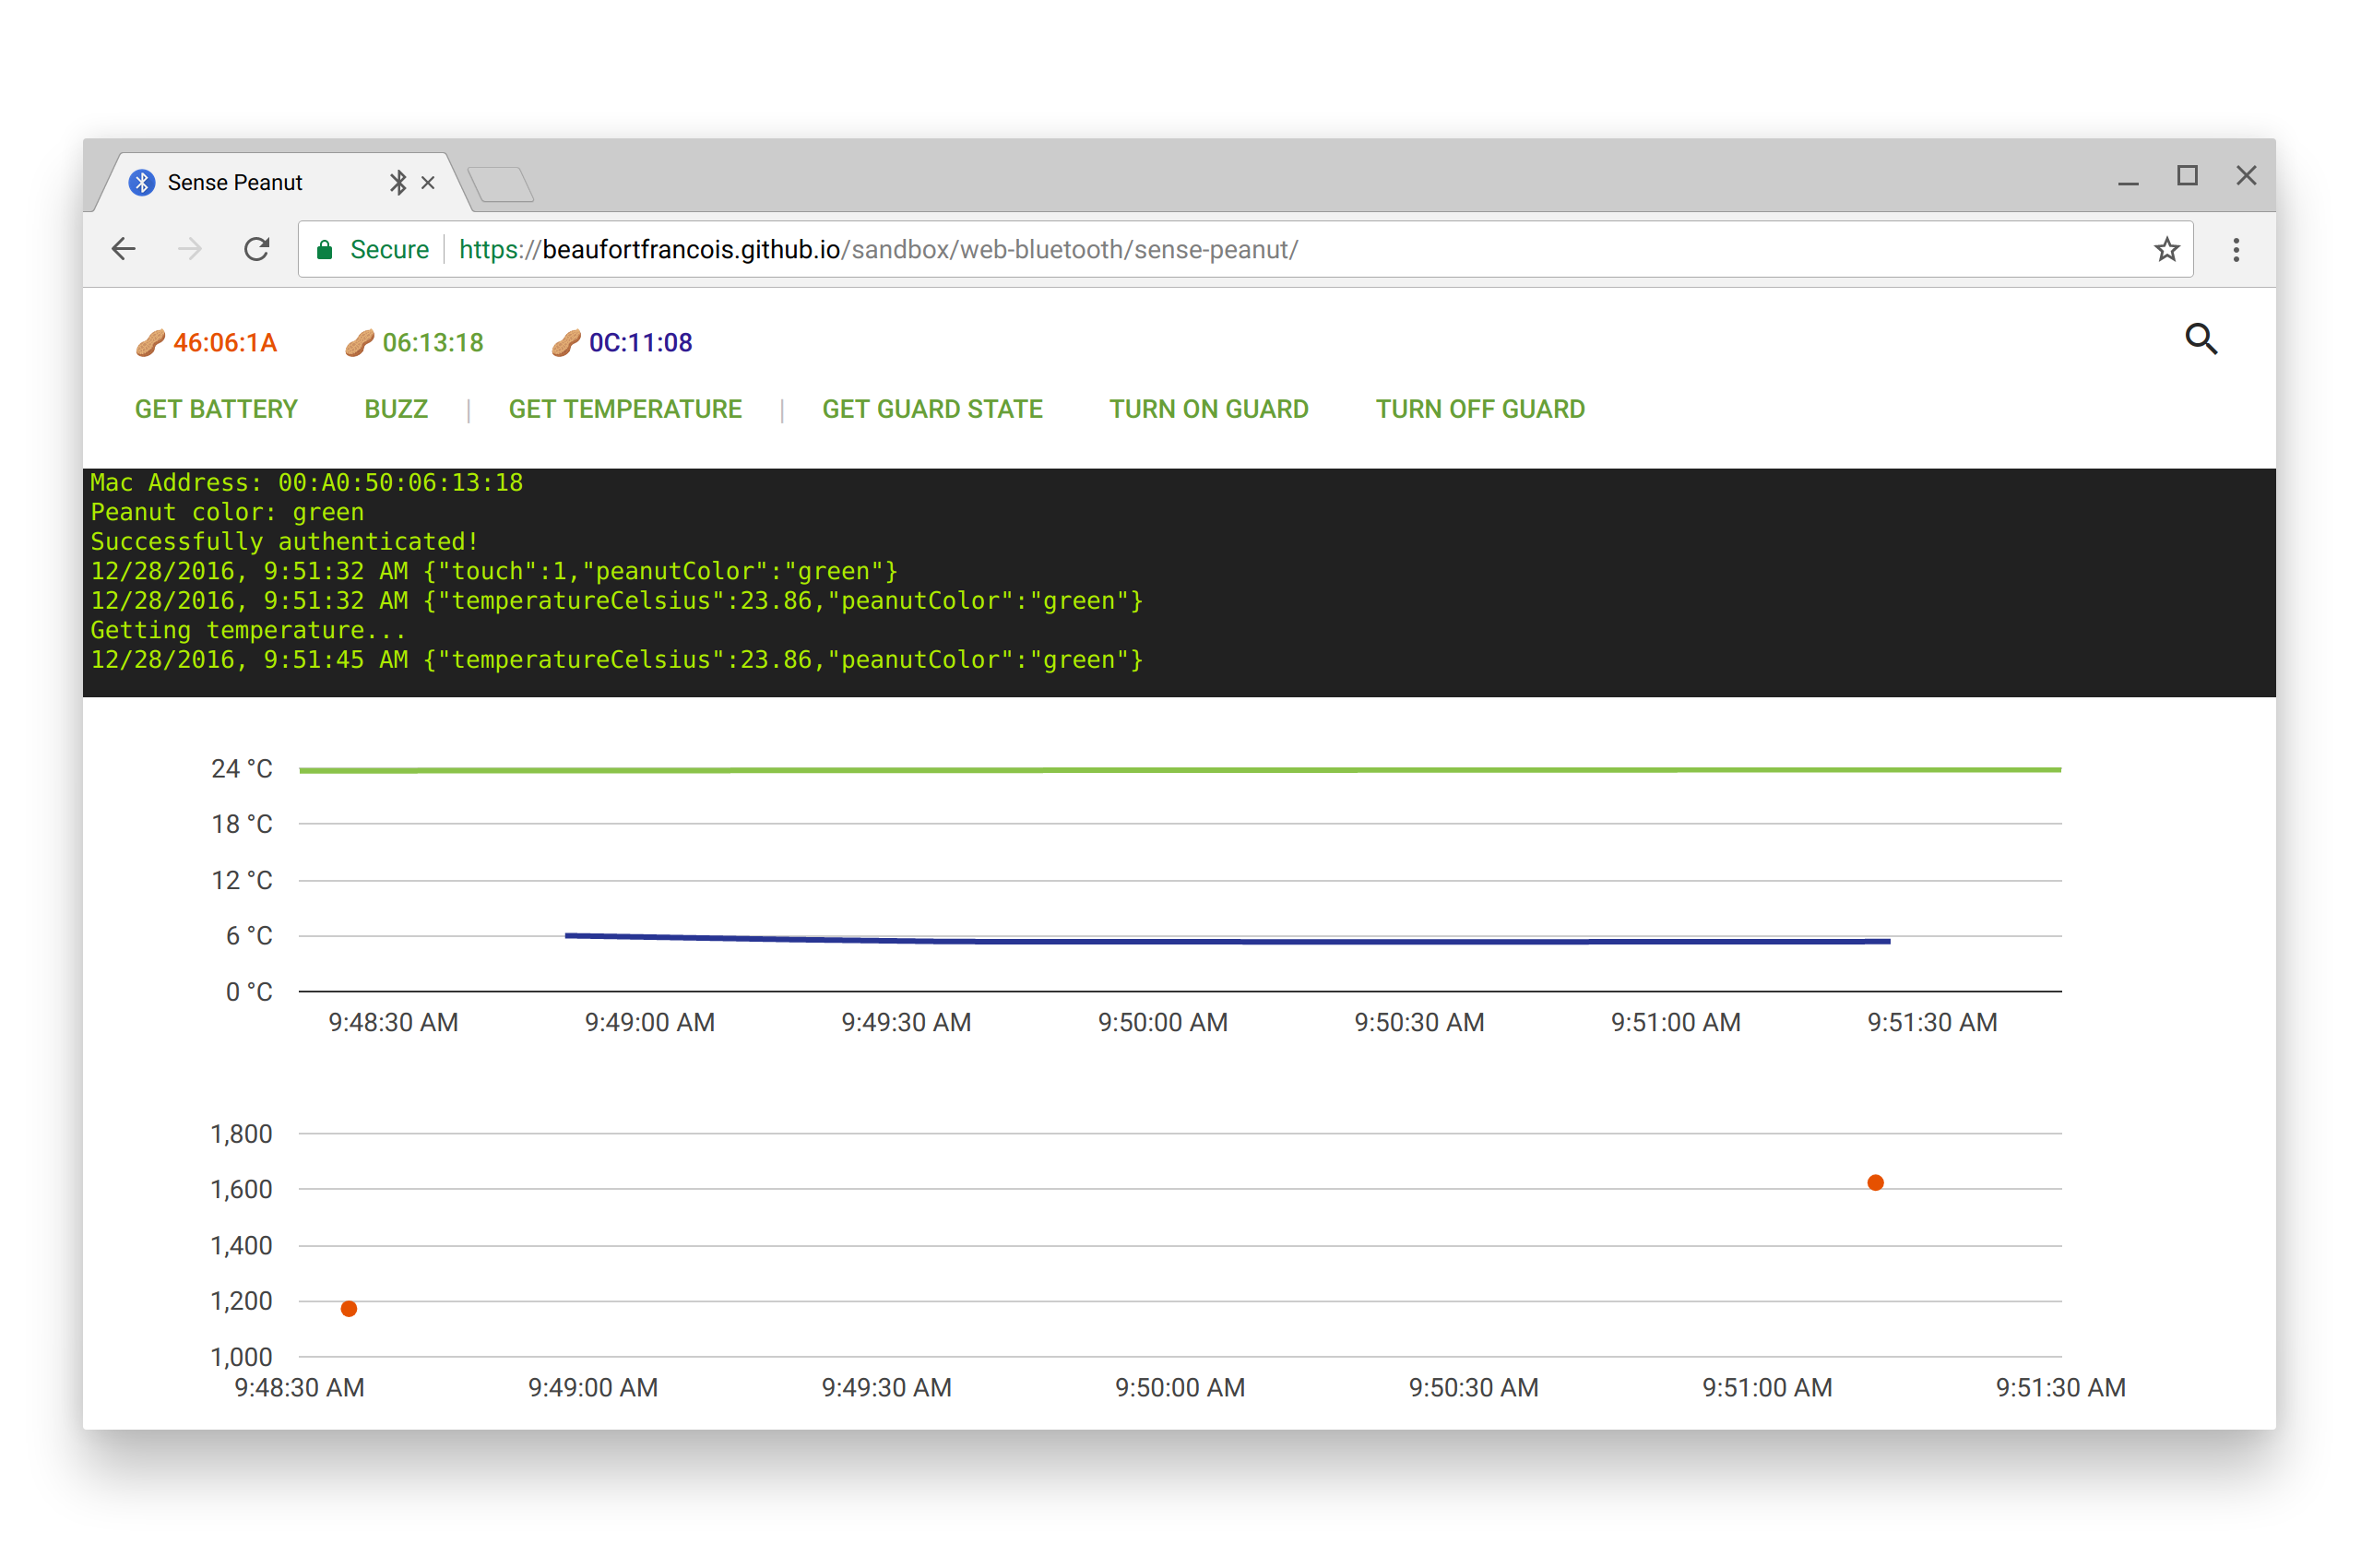 Sense Peanut
Secure https://beaufortfrancois.github.io/sandbox/web-bluetooth/sense-peanut/
46:06:1A 06:13:18 0C:11:08
GET BATTERY BUZZ | GET TEMPERATURE | GET GUARD STATE TURN ON GUARD TURN OFF GUARD
Mac Address: 00:A0:50:06:13:18
Peanut color: green
Successfully authenticated!
12/28/2016, 9:51:32 AM {"touch":1,"peanutColor":"green"}
12/28/2016, 9:51:32 AM {"temperatureCelsius":23.86,"peanutColor":"green"}
Getting temperature...
12/28/2016, 9:51:45 AM {"temperatureCelsius":23.86,"peanutColor":"green"}
24 °C
18 °C
12 °C
6 °C
0 °C
9:48:30 AM 9:49:00 AM 9:49:30 AM 9:50:00 AM 9:50:30 AM 9:51:00 AM 9:51:30 AM
1,800
1,600
1,400
1,200
1,000
9:48:30 AM 9:49:00 AM 9:49:30 AM 9:50:00 AM 9:50:30 AM 9:51:00 AM 9:51:30 AM